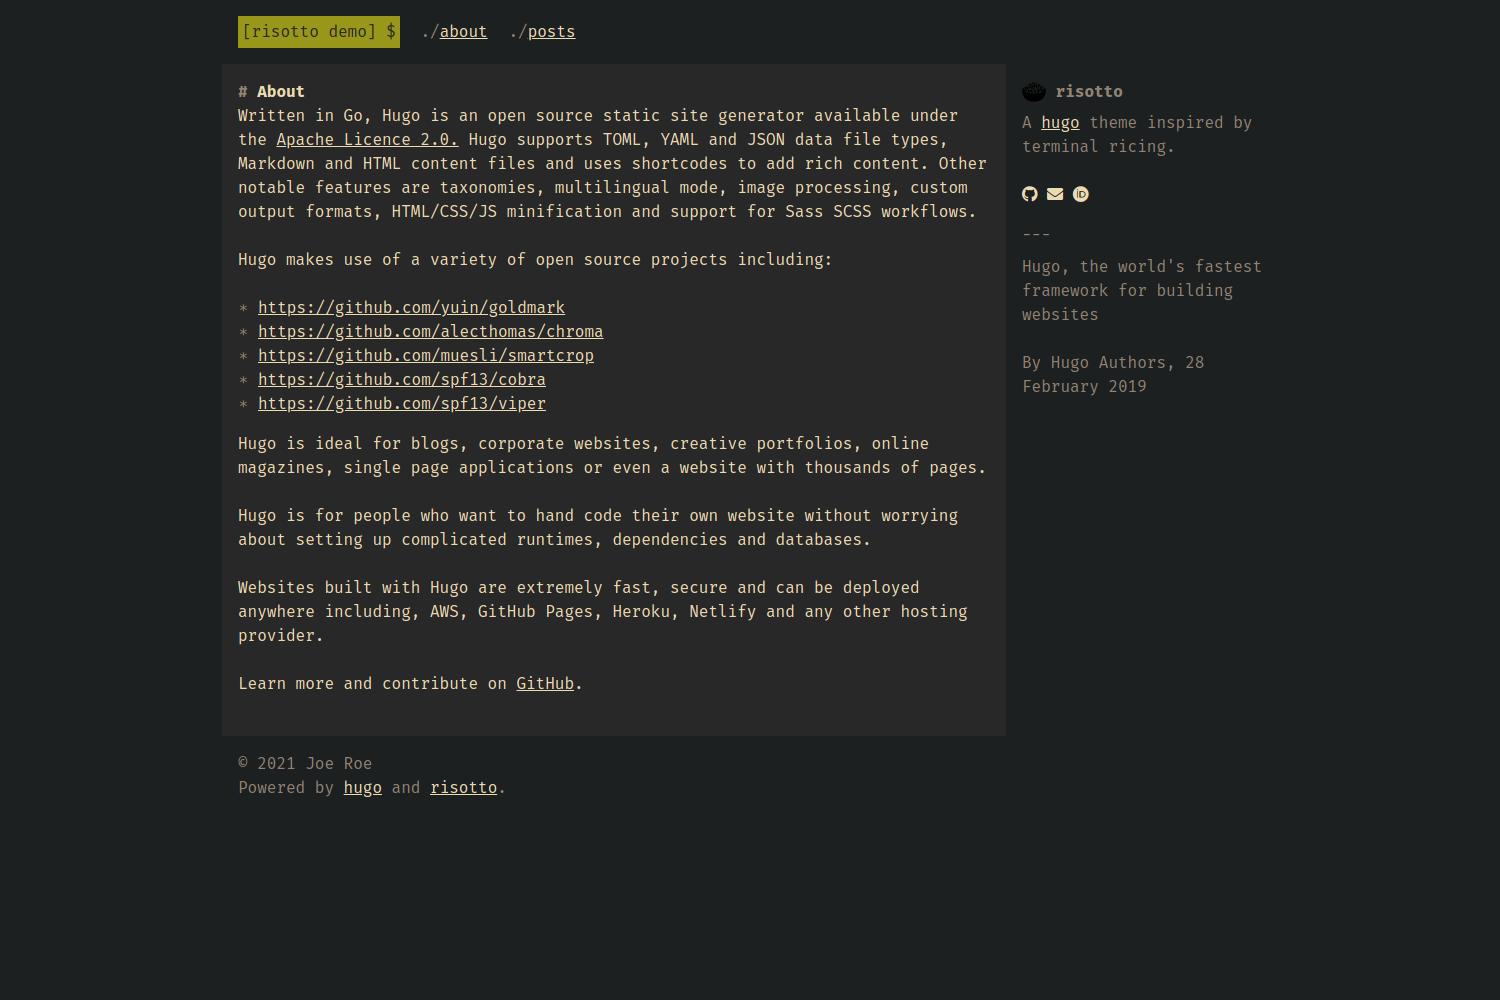 [risotto demo] $ ./about ./posts
# About
Written in Go, Hugo is an open source static site generator available under
the Apache Licence 2.0. Hugo supports TOML, YAML and JSON data file types,
Markdown and HTML content files and uses shortcodes to add rich content. Other
notable features are taxonomies, multilingual mode, image processing, custom
output formats, HTML/CSS/JS minification and support for Sass SCSS workflows.
Hugo makes use of a variety of open source projects including:
* https://github.com/yuin/goldmark
* https://github.com/alecthomas/chroma
* https://github.com/muesli/smartcrop
* https://github.com/spf13/cobra
* https://github.com/spf13/viper
Hugo is ideal for blogs, corporate websites, creative portfolios, online
magazines, single page applications or even a website with thousands of pages.
Hugo is for people who want to hand code their own website without worrying
about setting up complicated runtimes, dependencies and databases.
Websites built with Hugo are extremely fast, secure and can be deployed
anywhere including, AWS, GitHub Pages, Heroku, Netlify and any other hosting
provider.
Learn more and contribute on GitHub.
risotto
A hugo theme inspired by
terminal ricing.
---
Hugo, the world's fastest
framework for building
websites
By Hugo Authors, 28
February 2019
© 2021 Joe Roe
Powered by hugo and risotto.